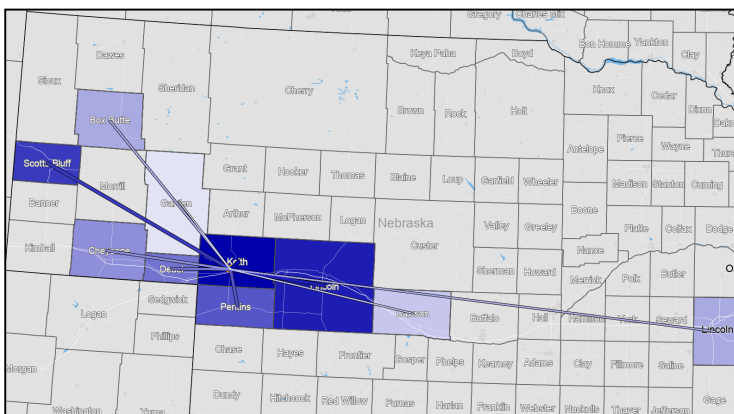 Gregory Charles Mix
Bon Homme Yankton
Clay
Dawes
Keya Paha Boyd
Sioux
Sheridan
Cherry
Knox
Cedar
Dixon
Dako
Box Butte
Brown Rock Holt
Antelope
Pierce
Wayne
Thurs
Scotts Bluff
Morrill
Grant
Hooker Thomas
Blaine Loup Garfield Wheeler
Madison Stanton Cuming
Banner
Garden
Arthur
McPherson Logan
Nebraska
Boone
Platte Colfax Dodge
Valley Greeley
Kimball
Cheyenne
Deuel
Keith
Custer
Nance
Sherman Howard
Merrick
Polk
Butler
O
Lincoln
Logan
Sedgwick
Perkins
Dawson
Buffalo
Hall
Hamilton York
Seward
Lincoln
Phillips
Chase
Hayes Frontier
Gosper Phelps Kearney Adams Clay Fillmore Saline
Morgan
Gage
Washington
Yuma
Dundy
Hitchcock Red Willow
Furnas Harlan Franklin Webster Nuckolls Thayer Jefferson